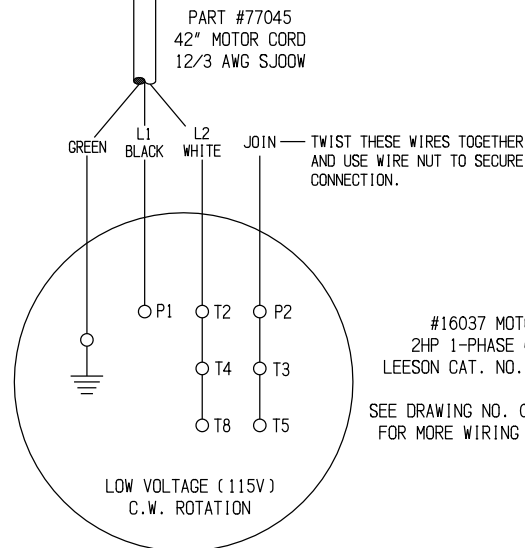 PART #77045
42" MOTOR CORD
12/3 AWG SJOOW
GREEN
L1
BLACK
L2
WHITE
JOIN
TWIST THESE WIRES TOGETHER
AND USE WIRE NUT TO SECURE
CONNECTION.
P1
T2
P2
T4
T3
T8
T5
LOW VOLTAGE (115V)
C.W. ROTATION
#16037
2HP 1-PHASE
LEESON CAT. NO.
SEE DRAWING NO.
FOR MORE WIRING